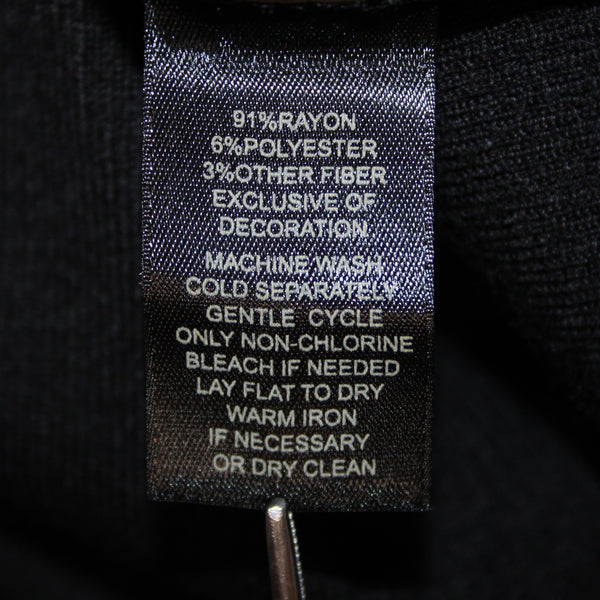 91%RAYON
6%POLYESTER
3%OTHER FIBER
EXCLUSIVE OF
DECORATION
MACHINE WASH
COLD SEPARATELY
GENTLE CYCLE
ONLY NON-CHLORINE
BLEACH IF NEEDED
LAY FLAT TO DRY
WARM IRON
IF NECESSARY
OR DRY CLEAN